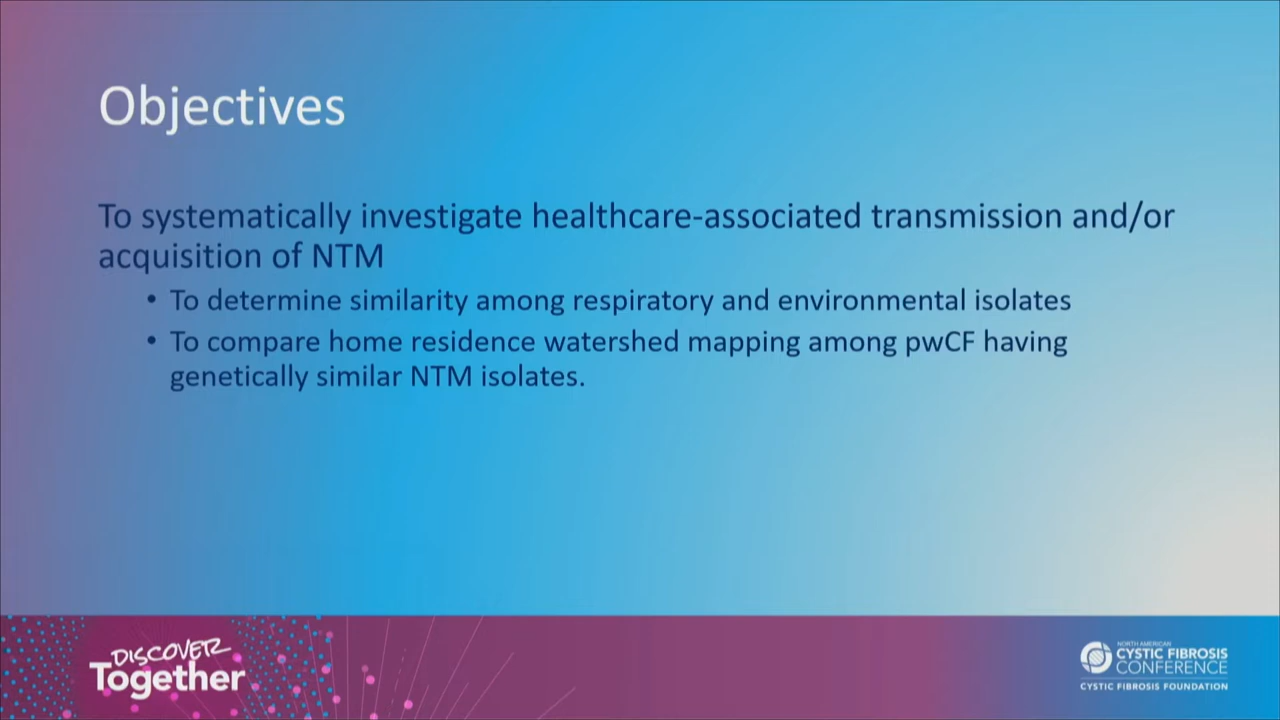 Objectives
To systematically investigate healthcare-associated transmission and/or
acquisition of NTM
• To determine similarity among respiratory and environmental isolates
• To compare home residence watershed mapping among pwCF having
genetically similar NTM isolates.
DISCOVER
Together
NORTH AMERICAN
CYSTIC FIBROSIS
CONFERENCE
CYSTIC FIBROSIS FOUNDATION